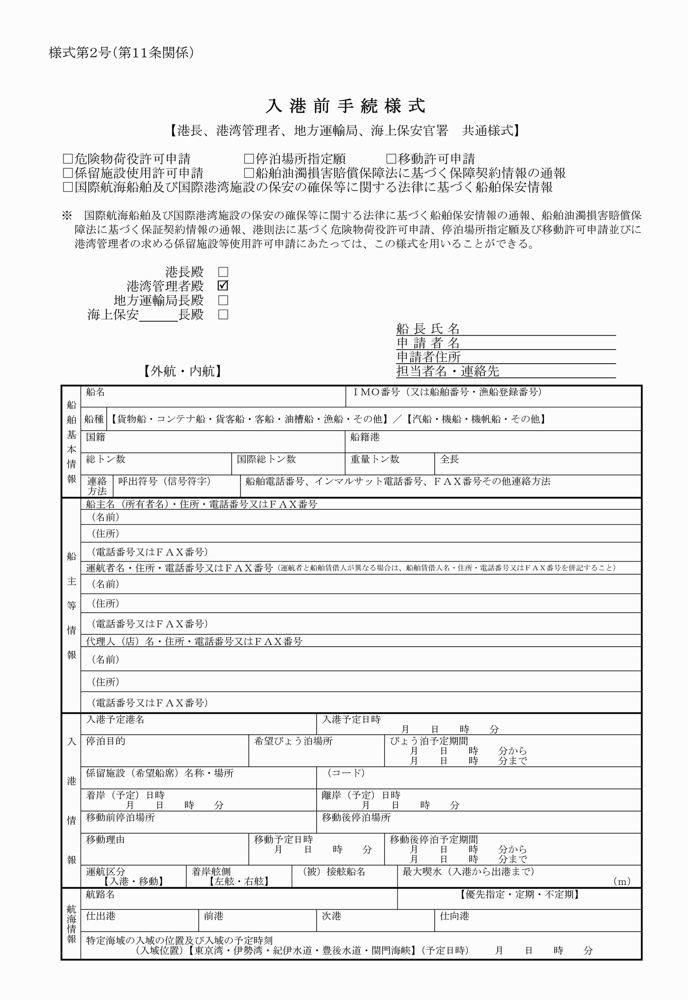 様式第2号（第11条関係）
入港前手続様式
【港長、港湾管理者、地方運輸局、海上保安官署　共通様式】
□危険物荷役許可申請　□停泊場所指定願　□移動許可申請
□係留施設使用許可申請　□船舶油濁損害賠償保障法に基づく保障契約情報の通報
□国際航海船舶及び国際港湾施設の保安の確保等に関する法律に基づく船舶保安情報
※　国際航海船舶及び国際港湾施設の保安の確保等に関する法律に基づく船舶保安情報の通報、船舶油濁損害賠償保
障法に基づく保証契約情報の通報、港則法に基づく危険物荷役許可申請、停泊場所指定願及び移動許可申請並びに
港湾管理者の求める係留施設等使用許可申請にあたっては、この様式を用いることができる。
港長殿　□
港湾管理者殿　☑
地方運輸局長殿　□
海上保安______長殿　□
船長氏名
申請者名
申請者住所
担当者名・連絡先
【外航・内航】
船舶基本情報
船名　ＩＭＯ番号（又は船舶番号・漁船登録番号）
船種　【貨物船・コンテナ船・貨客船・客船・油槽船・漁船・その他】／【汽船・機船・機帆船・その他】
国籍　船籍港
総トン数　国際総トン数　重量トン数　全長
連絡方法　呼出符号（信号符字）　船舶電話番号、インマルサット電話番号、ＦＡＸ番号その他連絡方法
船主等情報
船主名（所有者名）・住所・電話番号又はＦＡＸ番号
（名前）
（住所）
（電話番号又はＦＡＸ番号）
運航者名・住所・電話番号又はＦＡＸ番号（運航者と船舶賃借人が異なる場合は、船舶賃借人名・住所・電話番号又はＦＡＸ番号を併記すること）
（名前）
（住所）
（電話番号又はＦＡＸ番号）
代理人（店）名・住所・電話番号又はＦＡＸ番号
（名前）
（住所）
（電話番号又はＦＡＸ番号）
入港情報
入港予定港名　入港予定日時
月　日　時　分
停泊目的　希望びょう泊場所　びょう泊予定期間
月　日　時　分から
月　日　時　分まで
係留施設（希望船席）名称・場所　（コード）
着岸（予定）日時　離岸（予定）日時
月　日　時　分　月　日　時　分
移動前停泊場所　移動後停泊場所
移動理由　移動予定日時　移動後停泊予定期間
月　日　時　分　月　日　時　分から
月　日　時　分まで
運航区分　着岸舷側　（被）接舷船名　最大喫水（入港から出港まで）
【入港・移動】　【左舷・右舷】　（ｍ）
航海情報
航路名　【優先指定・定期・不定期】
仕出港　前港　次港　仕向港
特定海域の入域の位置及び入域の予定時刻
（入域位置）【東京湾・伊勢湾・紀伊水道・豊後水道・関門海峡】（予定日時）　月　日　時　分